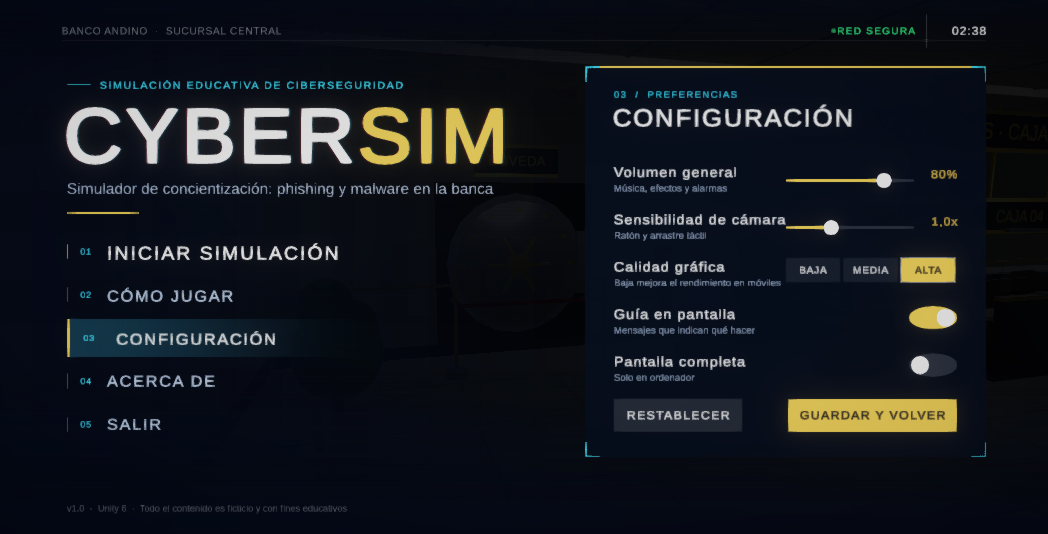 BANCO ANDINO · SUCURSAL CENTRAL
RED SEGURA
02:38
SIMULACIÓN EDUCATIVA DE CIBERSEGURIDAD
CYBERSIM
Simulador de concientización: phishing y malware en la banca
01 INICIAR SIMULACIÓN
02 CÓMO JUGAR
03 CONFIGURACIÓN
04 ACERCA DE
05 SALIR
v1.0 · Unity 6 · Todo el contenido es ficticio y con fines educativos
03 / PREFERENCIAS
CONFIGURACIÓN
Volumen general 80%
Música, efectos y alarmas
Sensibilidad de cámara 1,0x
Ratón y arrastre táctil
Calidad gráfica BAJA MEDIA ALTA
Baja mejora el rendimiento en móviles
Guía en pantalla
Mensajes que indican qué hacer
Pantalla completa
Solo en ordenador
RESTABLECER GUARDAR Y VOLVER
CAJA 04